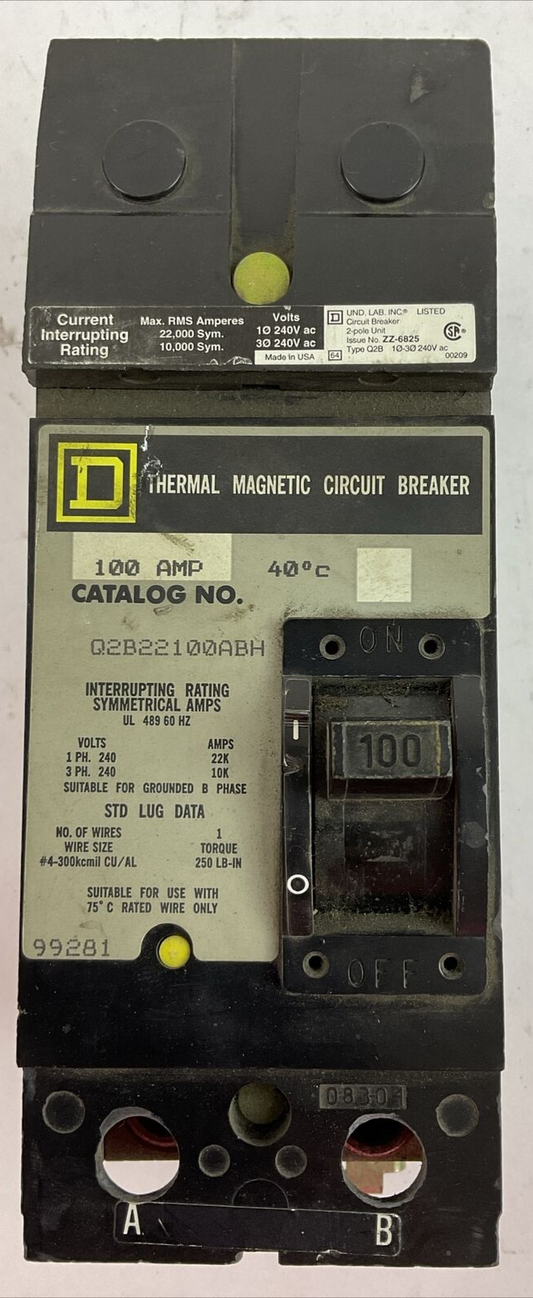 Current
Interrupting
Rating
Max. RMS Amperes
22,000 Sym.
10,000 Sym.
Volts
1Ø 240V ac
3Ø 240V ac
Made in USA
D UND. LAB. INC.® LISTED
Circuit Breaker
2-pole Unit
Issue No. ZZ-6825
64 Type Q2B 1Ø-3Ø 240V ac
00209
D THERMAL MAGNETIC CIRCUIT BREAKER
100 AMP 40°c
CATALOG NO.
Q2B22100ABH
INTERRUPTING RATING
SYMMETRICAL AMPS
UL 489 60 HZ
VOLTS AMPS
1 PH. 240 22K
3 PH. 240 10K
SUITABLE FOR GROUNDED B PHASE
STD LUG DATA
NO. OF WIRES 1
WIRE SIZE TORQUE
#4-300kcmil CU/AL 250 LB-IN
SUITABLE FOR USE WITH
75°C RATED WIRE ONLY
99281
ON
I
100
O
OFF
A B